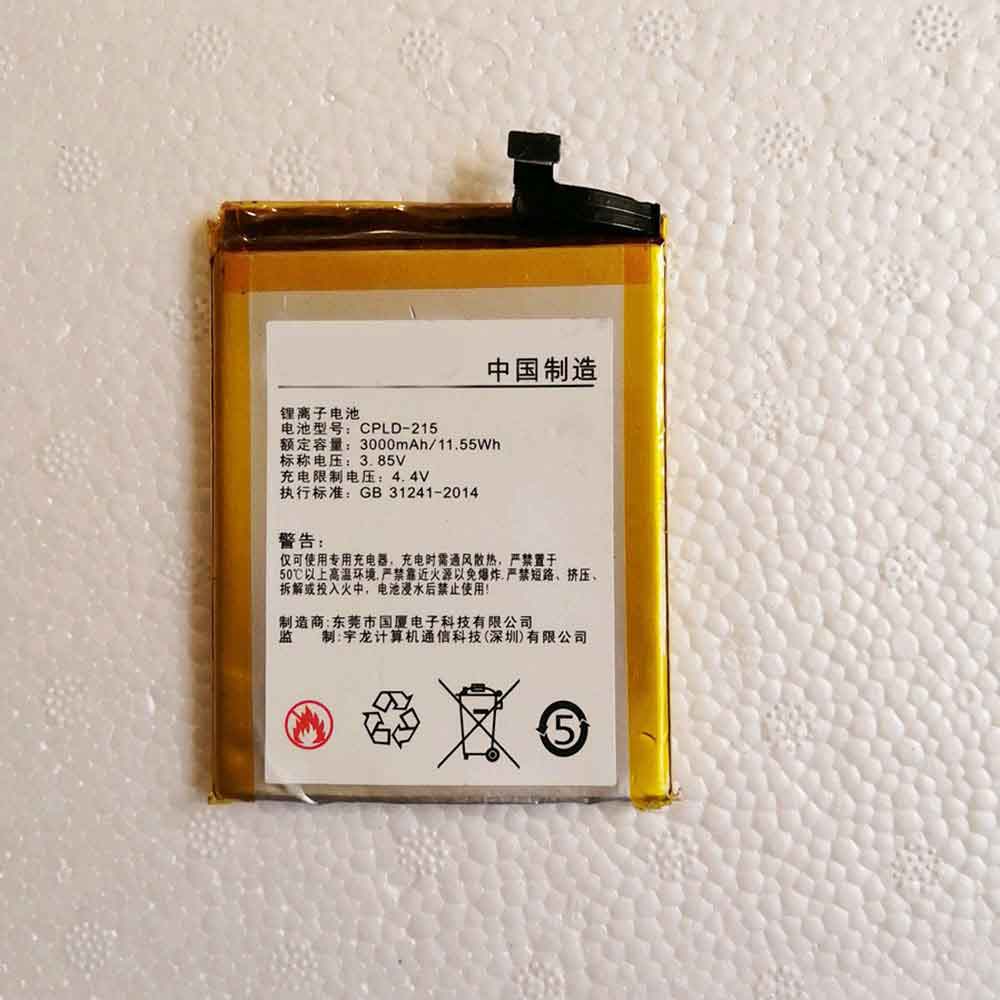 中国制造
锂离子电池
电池型号：CPLD-215
额定容量：3000mAh/11.55Wh
标称电压：3.85V
充电限制电压：4.4V
执行标准：GB 31241-2014
警告：
仅可使用专用充电器，充电时需通风散热，严禁置于
50℃以上高温环境,严禁靠近火源以免爆炸.严禁短路、挤压、
拆解或投入火中，电池浸水后禁止使用!
制造商:东莞市国厦电子科技有限公司
监 制:宇龙计算机通信科技(深圳)有限公司
5